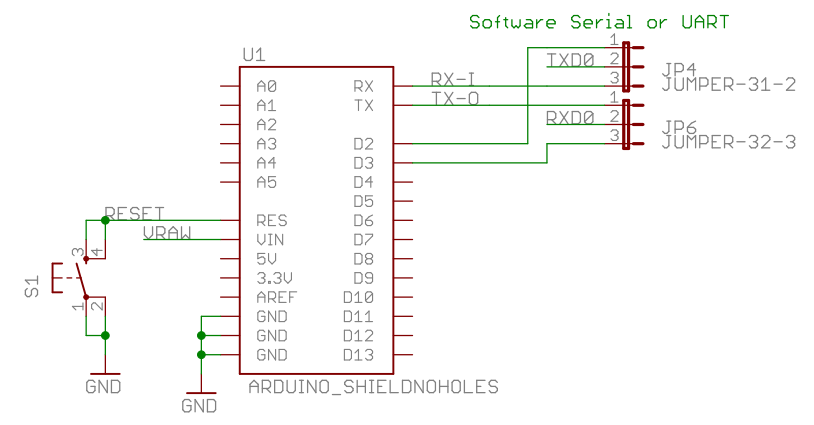 Software Serial or UART
U1
1
TXD0 2
JP4
3
JUMPER-31-2
RX-I
TX-O
1
RXD0 2
JP6
3
JUMPER-32-3
A0 RX
A1 TX
A2
A3 D2
A4 D3
A5 D4
D5
RESET
RES D6
VRAW
VIN D7
5V D8
3.3V D9
AREF D10
GND D11
GND D12
GND D13
3 4
S1
1 2
GND
GND
ARDUINO_SHIELDNOHOLES